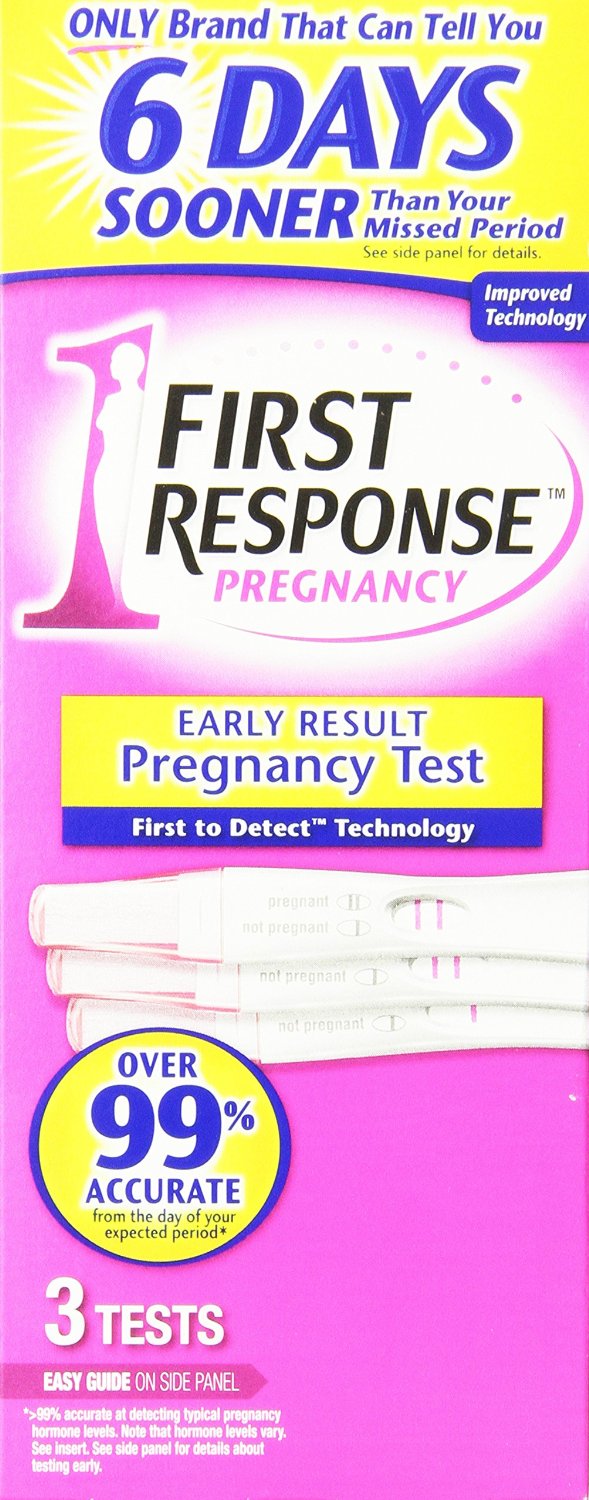 ONLY Brand That Can Tell You
6 DAYS
SOONER Than Your
Missed Period
See side panel for details.
Improved
Technology
1
FIRST
RESPONSE™
PREGNANCY
EARLY RESULT
Pregnancy Test
First to Detect™ Technology
pregnant
not pregnant
not pregnant
not pregnant
OVER
99%
ACCURATE
from the day of your
expected period*
3 TESTS
EASY GUIDE ON SIDE PANEL
*>99% accurate at detecting typical pregnancy
hormone levels. Note that hormone levels vary.
See insert. See side panel for details about
testing early.